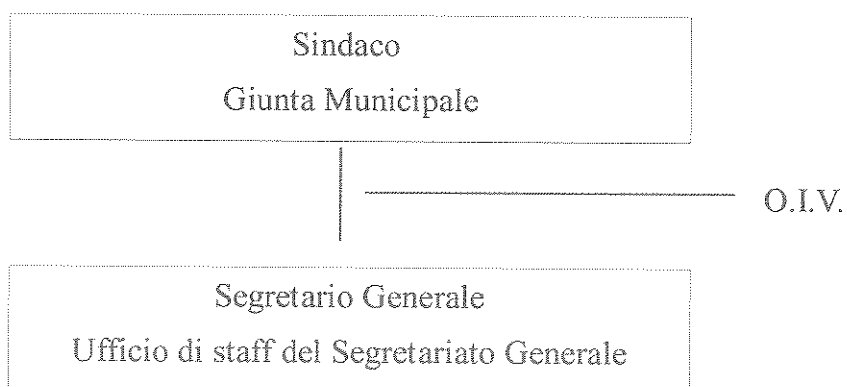 Sindaco
Giunta Municipale
O.I.V.
Segretario Generale
Ufficio di staff del Segretariato Generale